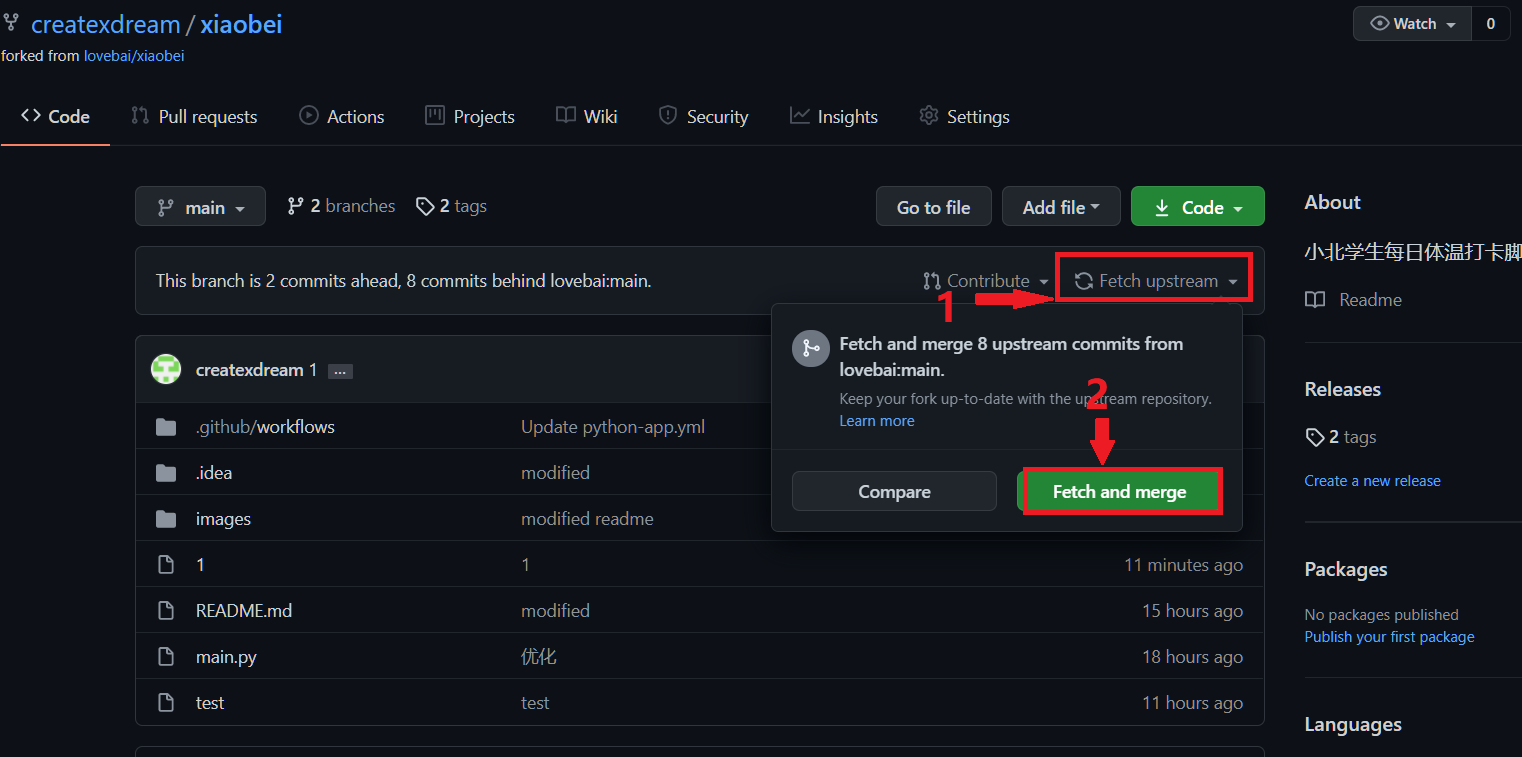 createxdream / xiaobei
Watch 0
forked from lovebai/xiaobei
Code Pull requests Actions Projects Wiki Security Insights Settings
main 2 branches 2 tags Go to file Add file Code
This branch is 2 commits ahead, 8 commits behind lovebai:main. Contribute Fetch upstream
1
Fetch and merge 8 upstream commits from
lovebai:main.
Keep your fork up-to-date with the upstream repository.
Learn more
2
Compare Fetch and merge
createxdream 1 ...
.github/workflows Update python-app.yml
.idea modified
images modified readme
1 1 11 minutes ago
README.md modified 15 hours ago
main.py 优化 18 hours ago
test test 11 hours ago
About
小北学生每日体温打卡脚
Readme
Releases
2 tags
Create a new release
Packages
No packages published
Publish your first package
Languages